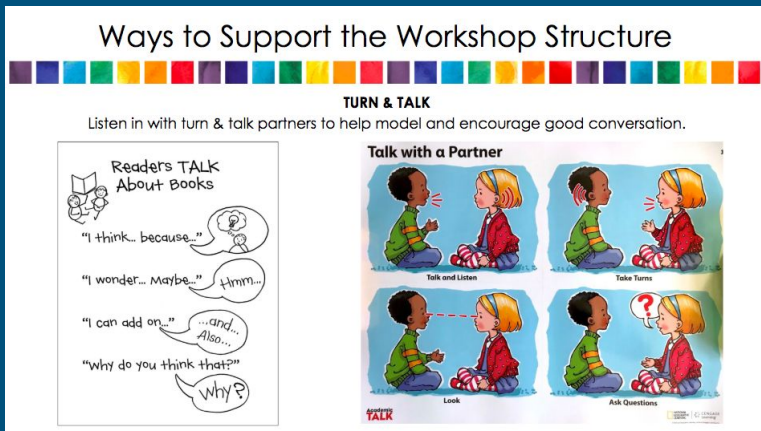 Ways to Support the Workshop Structure
TURN & TALK
Listen in with turn & talk partners to help model and encourage good conversation.
Readers TALK
About Books
"I think... because..."
"I wonder... Maybe..."
Hmm...
"I can add on..."
...and...
Also...
"Why do you think that?"
Why?
Talk with a Partner
Talk and Listen
Take Turns
Look
?
Ask Questions
Academic
TALK